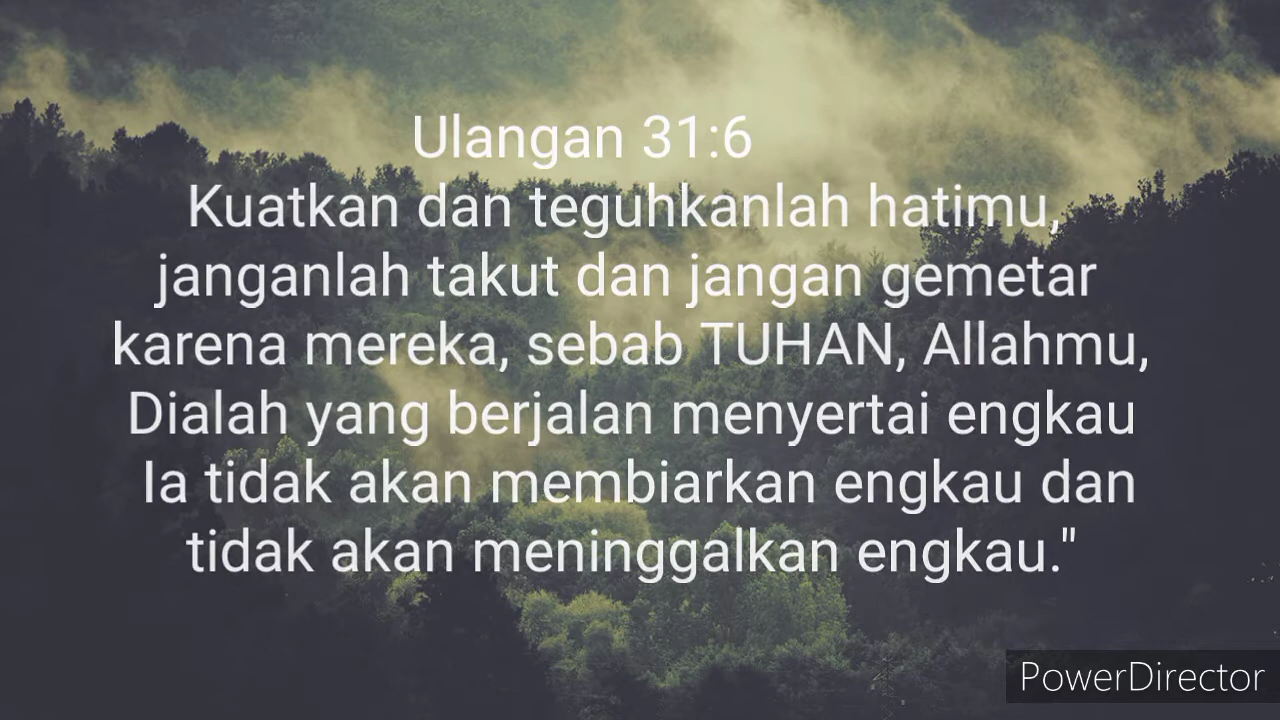 Ulangan 31:6
Kuatkan dan teguhkanlah hatimu,
janganlah takut dan jangan gemetar
karena mereka, sebab TUHAN, Allahmu,
Dialah yang berjalan menyertai engkau
Ia tidak akan membiarkan engkau dan
tidak akan meninggalkan engkau."
PowerDirector